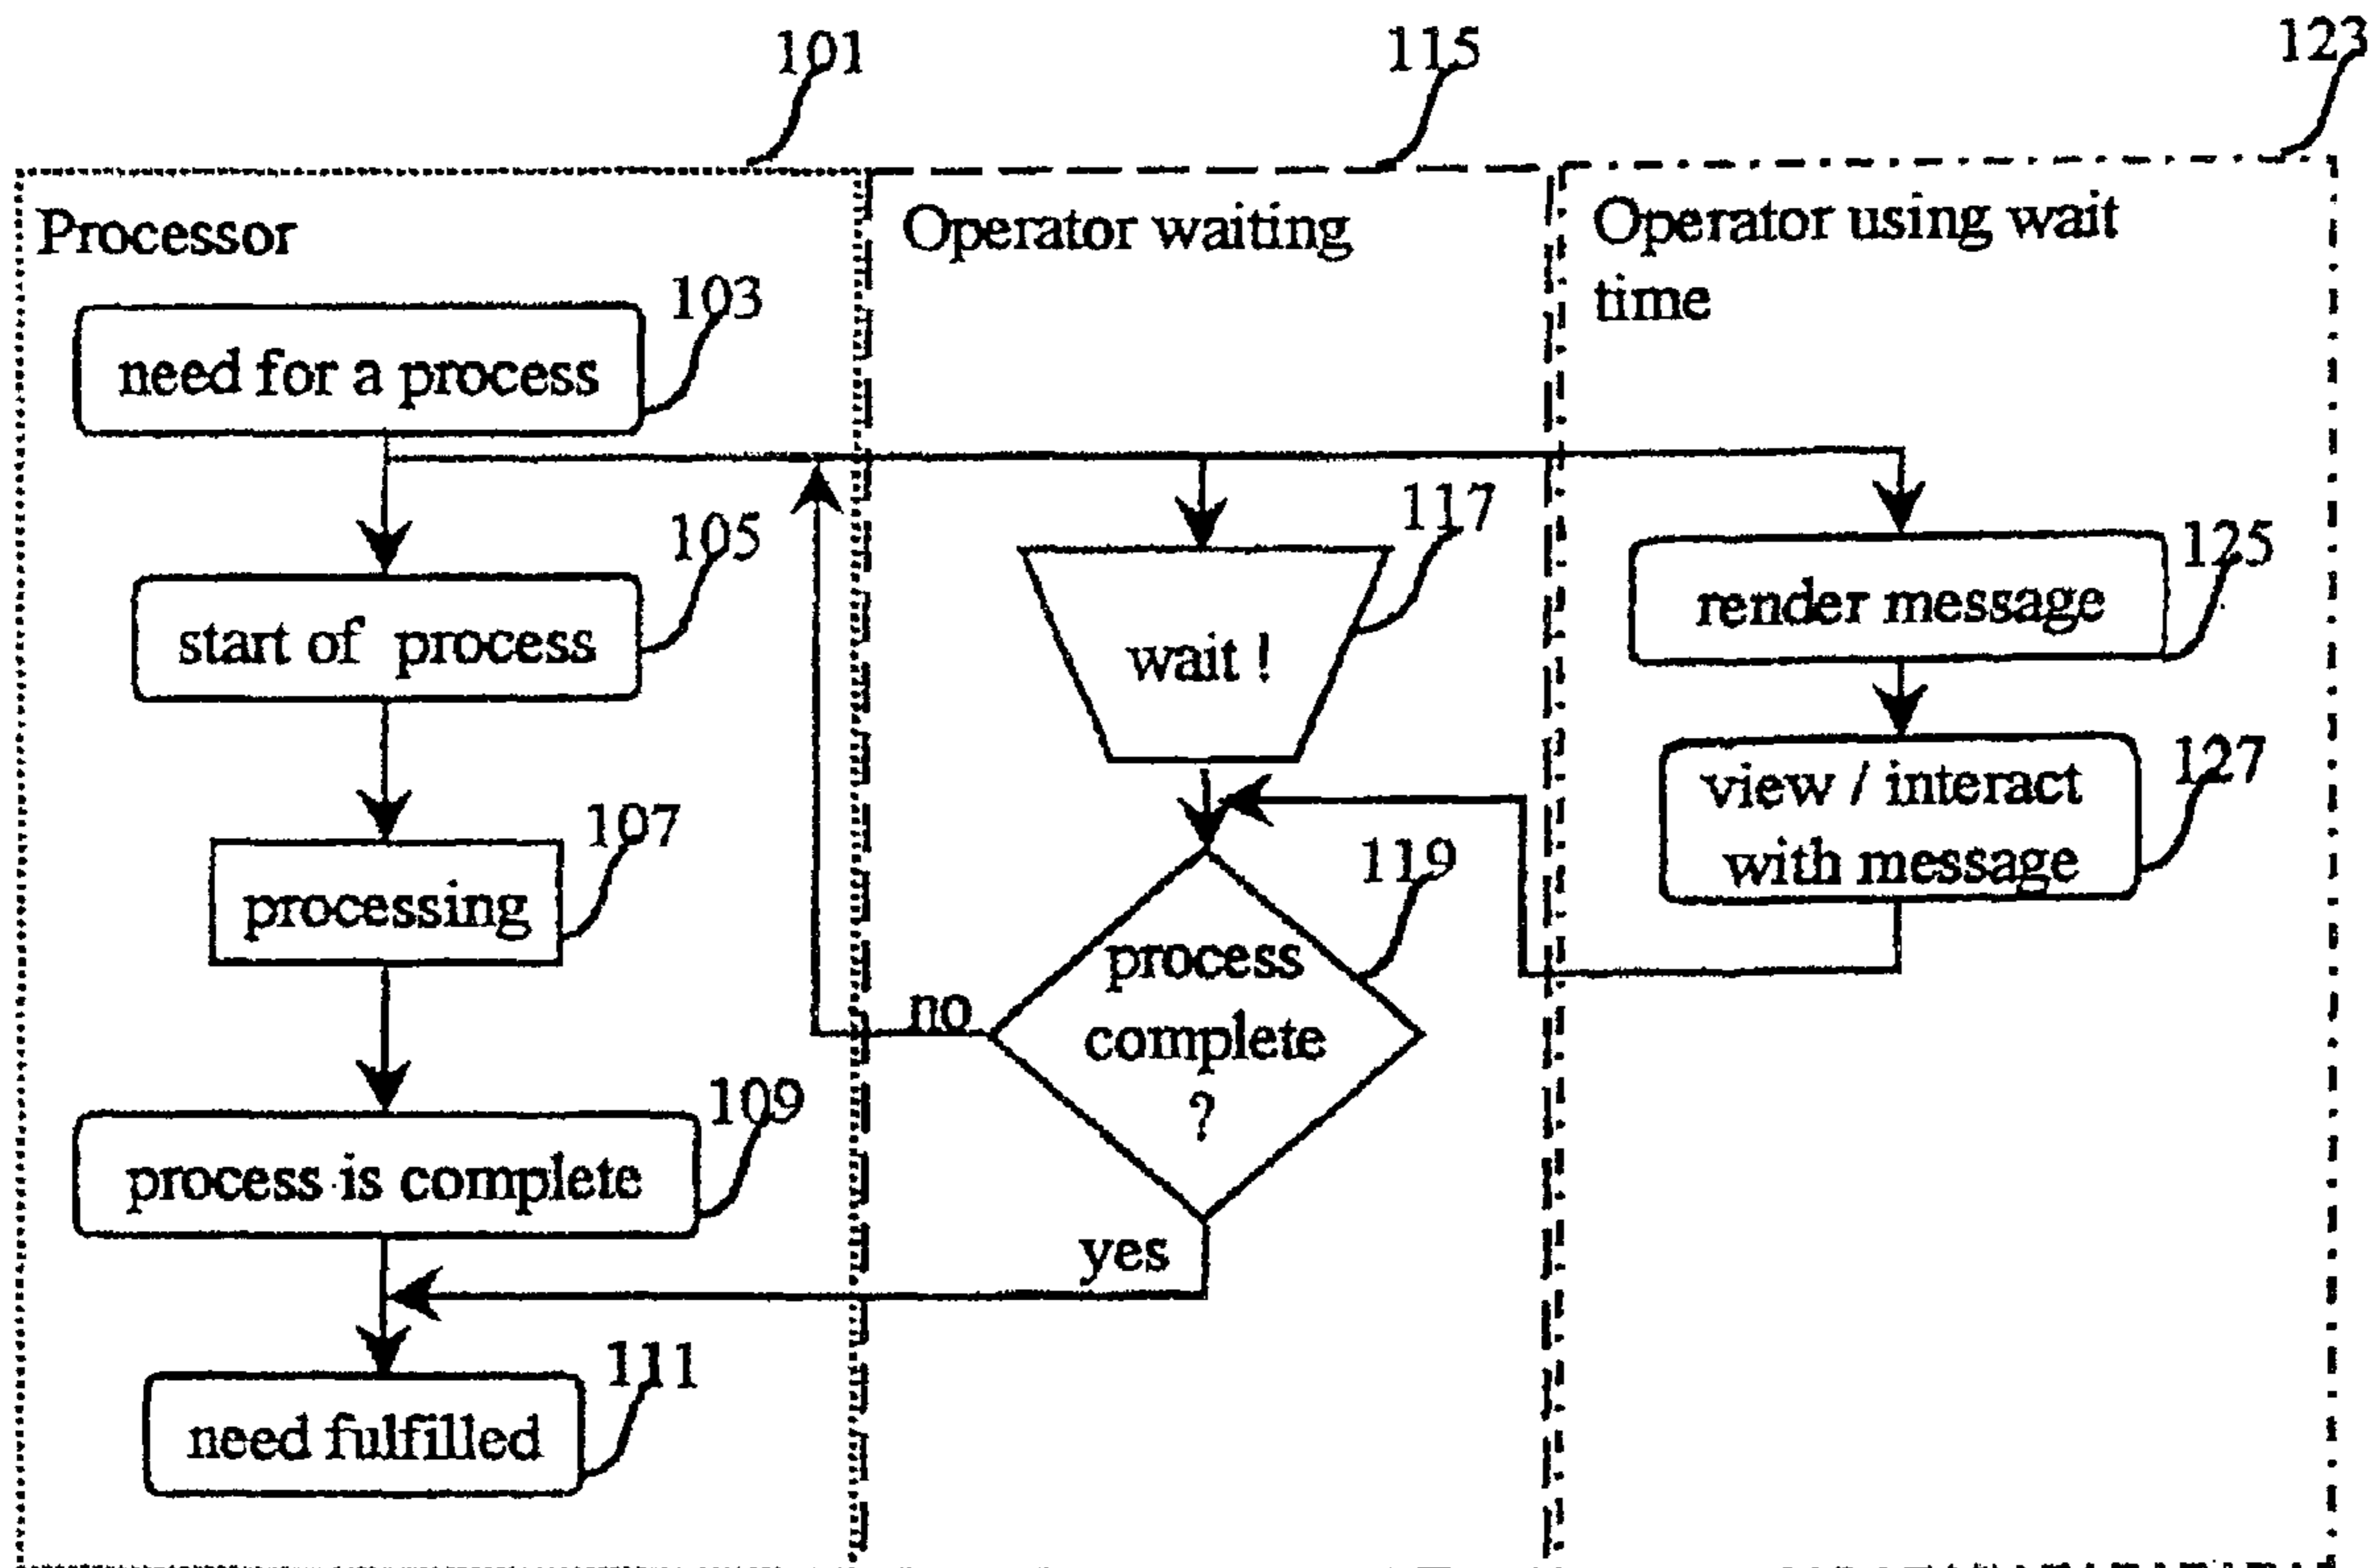 101
115
123
Processor
Operator waiting
Operator using wait
time
103
need for a process
105
start of process
107
processing
109
process is complete
111
need fulfilled
117
wait !
119
process
complete
?
no
yes
125
render message
127
view / interact
with message